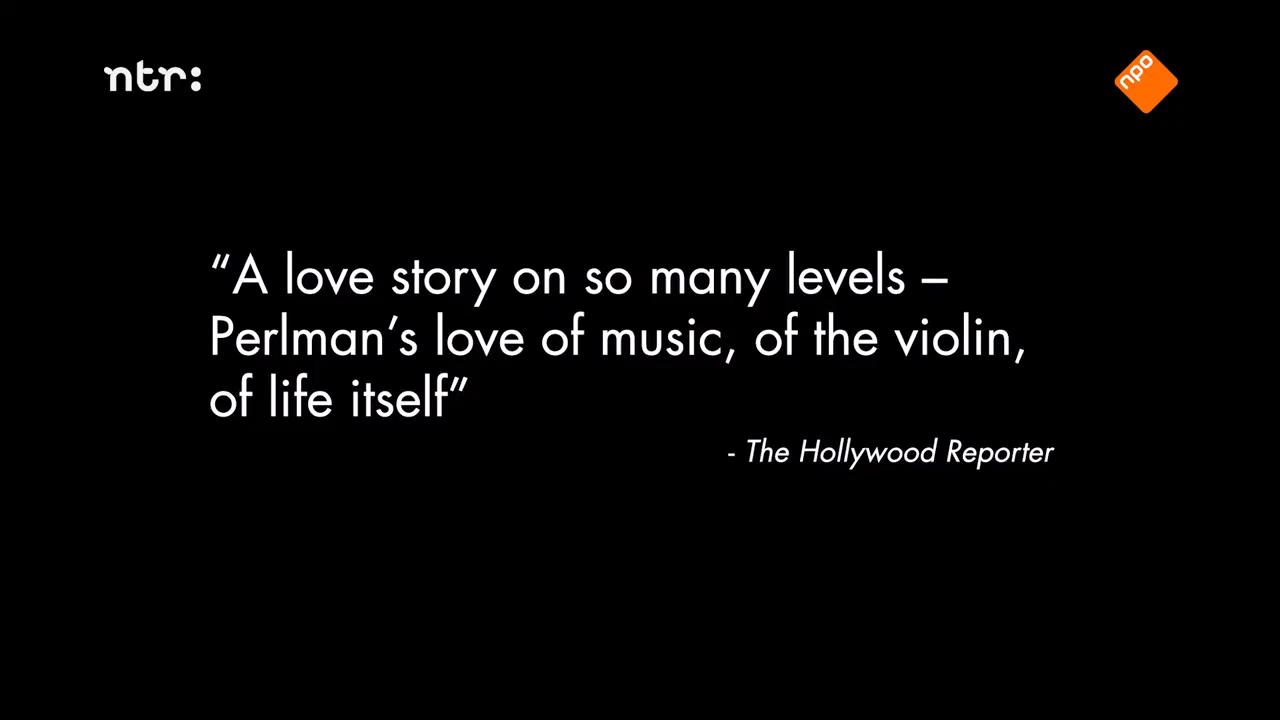 ntr:
npo
“A love story on so many levels –
Perlman’s love of music, of the violin,
of life itself”
- The Hollywood Reporter